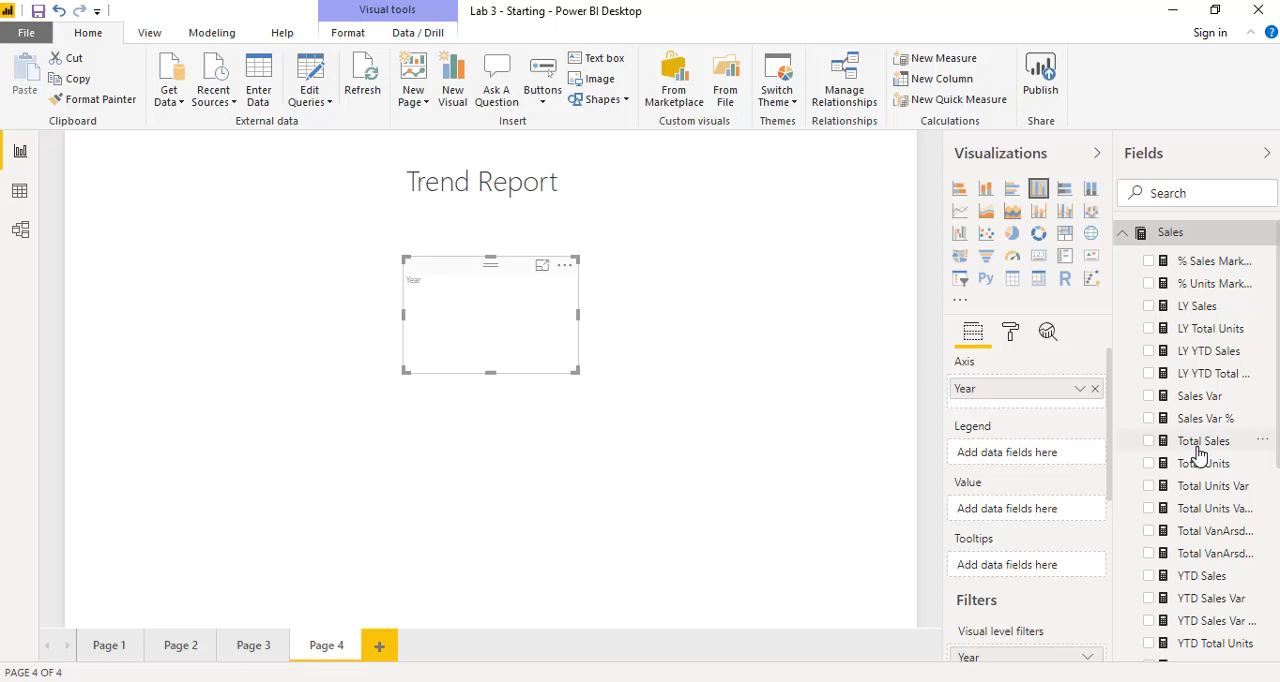 Visual tools
Lab 3 - Starting - Power BI Desktop
File
Home
View
Modeling
Help
Format
Data / Drill
Sign in
Paste
Cut
Copy
Format Painter
Clipboard
Get Data
Recent Sources
Enter Data
Edit Queries
Refresh
External data
New Page
New Visual
Ask A Question
Buttons
Text box
Image
Shapes
Insert
From Marketplace
From File
Custom visuals
Switch Theme
Themes
Manage Relationships
Relationships
New Measure
New Column
New Quick Measure
Calculations
Publish
Share
Trend Report
Year
Visualizations
Py
R
Axis
Year
Legend
Add data fields here
Value
Add data fields here
Tooltips
Add data fields here
Filters
Visual level filters
Year
Fields
Search
Sales
% Sales Mark...
% Units Mark...
LY Sales
LY Total Units
LY YTD Sales
LY YTD Total ...
Sales Var
Sales Var %
Total Sales
Total Units
Total Units Var
Total Units Va...
Total VanArsd...
Total VanArsd...
YTD Sales
YTD Sales Var
YTD Sales Var ...
YTD Total Units
Page 1
Page 2
Page 3
Page 4
PAGE 4 OF 4